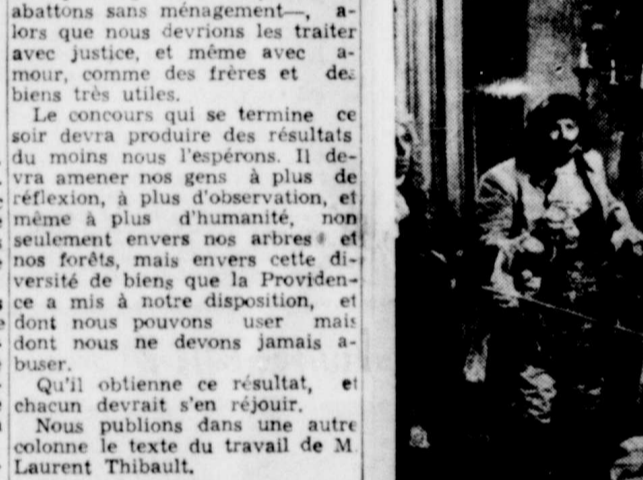 abattons sans ménagement—, a-
lors que nous devrions les traiter
avec justice, et même avec a-
mour, comme des frères et des
biens très utiles.
Le concours qui se termine ce
soir devra produire des résultats
du moins nous l'espérons. Il de-
vra amener nos gens à plus de
réflexion, à plus d'observation, et
même à plus d'humanité, non
seulement envers nos arbres et
nos forêts, mais envers cette di-
versité de biens que la Providen-
ce a mis à notre disposition, et
dont nous pouvons user mais
dont nous ne devons jamais a-
buser.
Qu'il obtienne ce résultat, et
chacun devrait s'en réjouir.
Nous publions dans une autre
colonne le texte du travail de M.
Laurent Thibault.